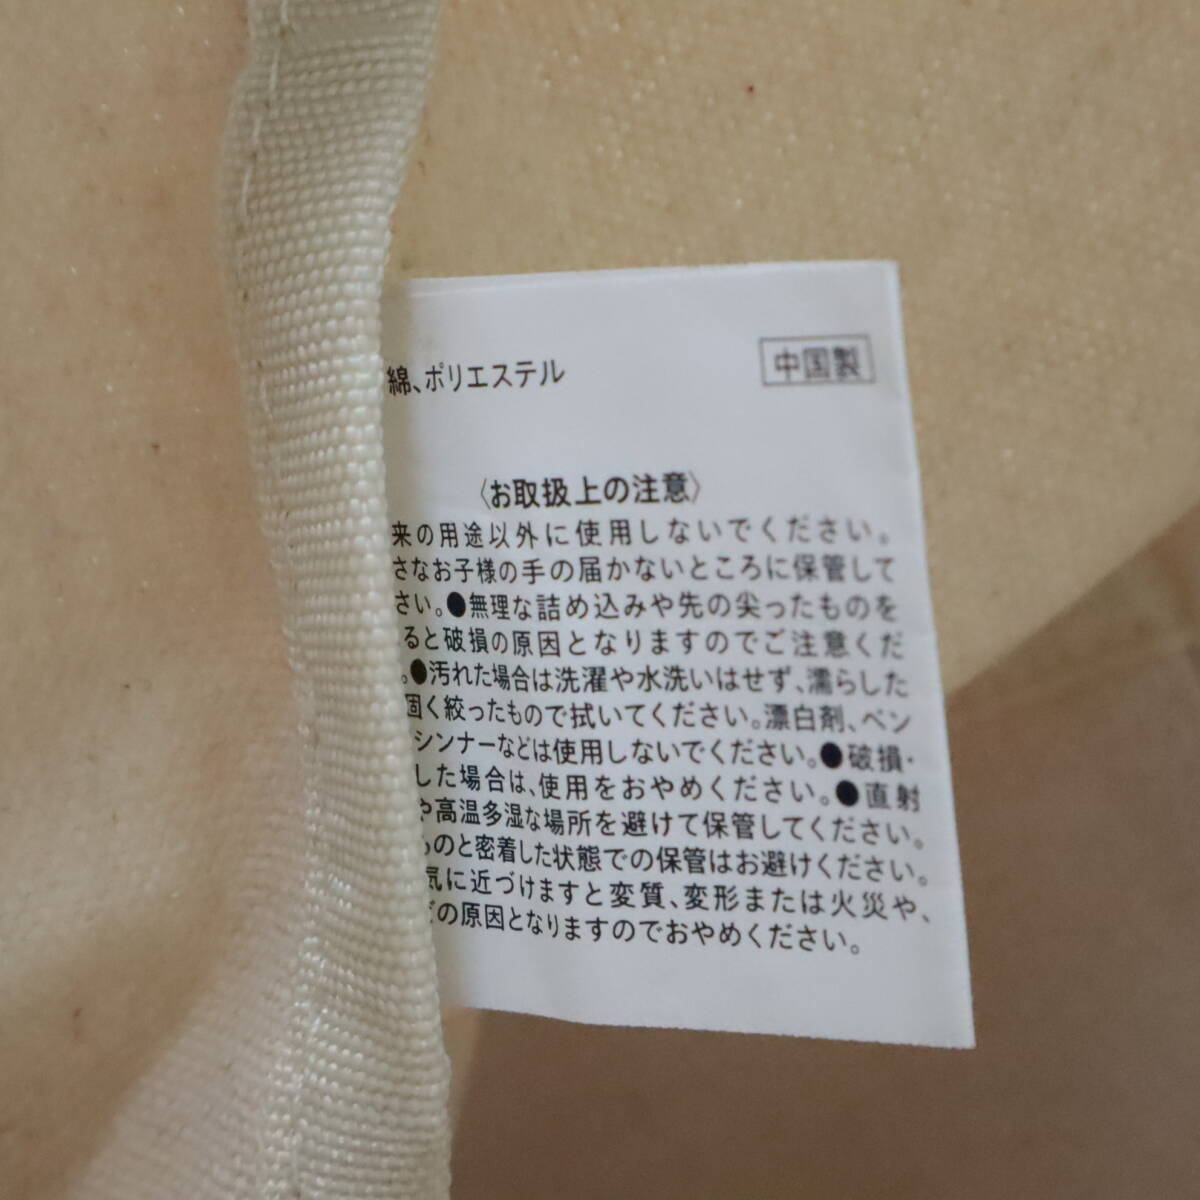 綿、ポリエステル
中国製
〈お取扱上の注意〉
来の用途以外に使用しないでください。
さなお子様の手の届かないところに保管して
さい。●無理な詰め込みや先の尖ったものを
ると破損の原因となりますのでご注意くだ
。●汚れた場合は洗濯や水洗いはせず、濡らした
固く絞ったもので拭いてください。漂白剤、ベン
シンナーなどは使用しないでください。●破損・
した場合は、使用をおやめください。●直射
や高温多湿な場所を避けて保管してください。
ものと密着した状態での保管はお避けください。
気に近づけますと変質、変形または火災や、
どの原因となりますのでおやめください。